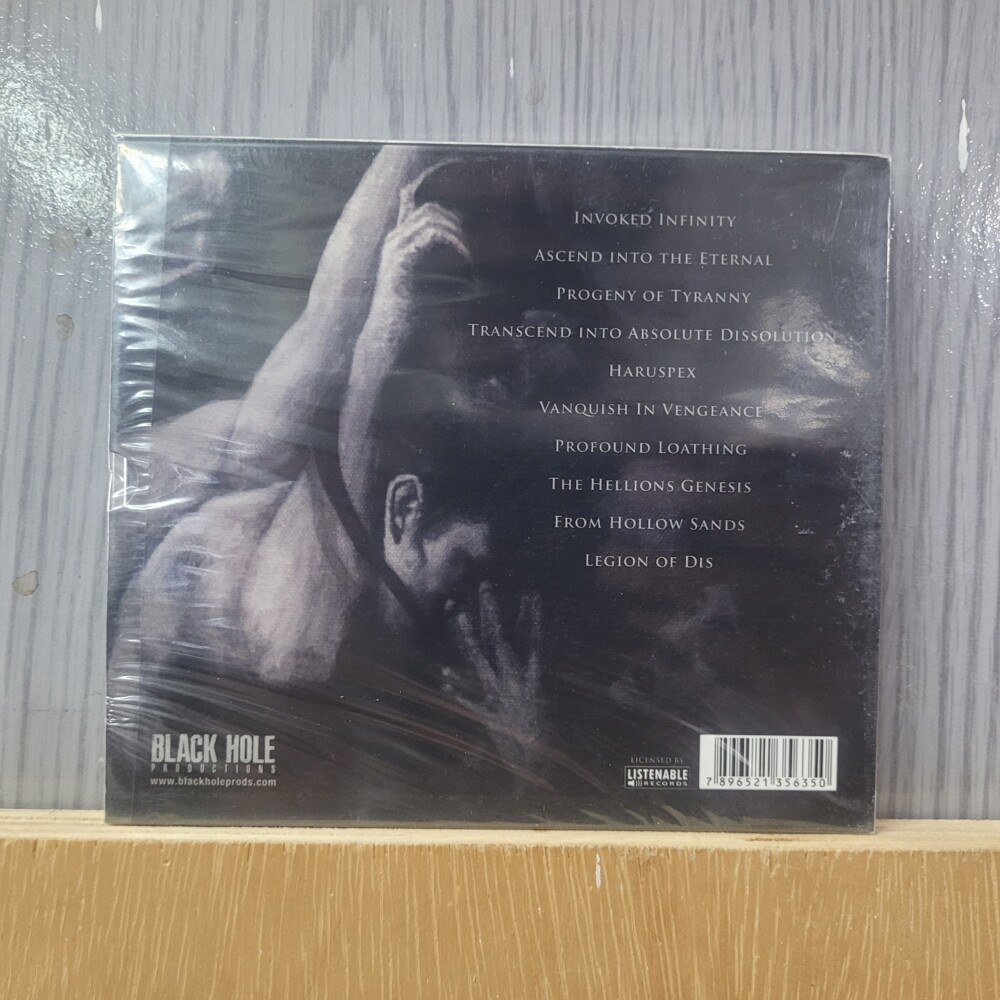 INVOKED INFINITY
ASCEND INTO THE ETERNAL
PROGENY OF TYRANNY
TRANSCEND INTO ABSOLUTE DISSOLUTION
HARUSPEX
VANQUISH IN VENGEANCE
PROFOUND LOATHING
THE HELLIONS GENESIS
FROM HOLLOW SANDS
LEGION OF DIS
BLACK HOLE
PRODUCTIONS
www.blackholeprods.com
LICENSED BY
LISTENABLE
RECORDS
7 896521 356350